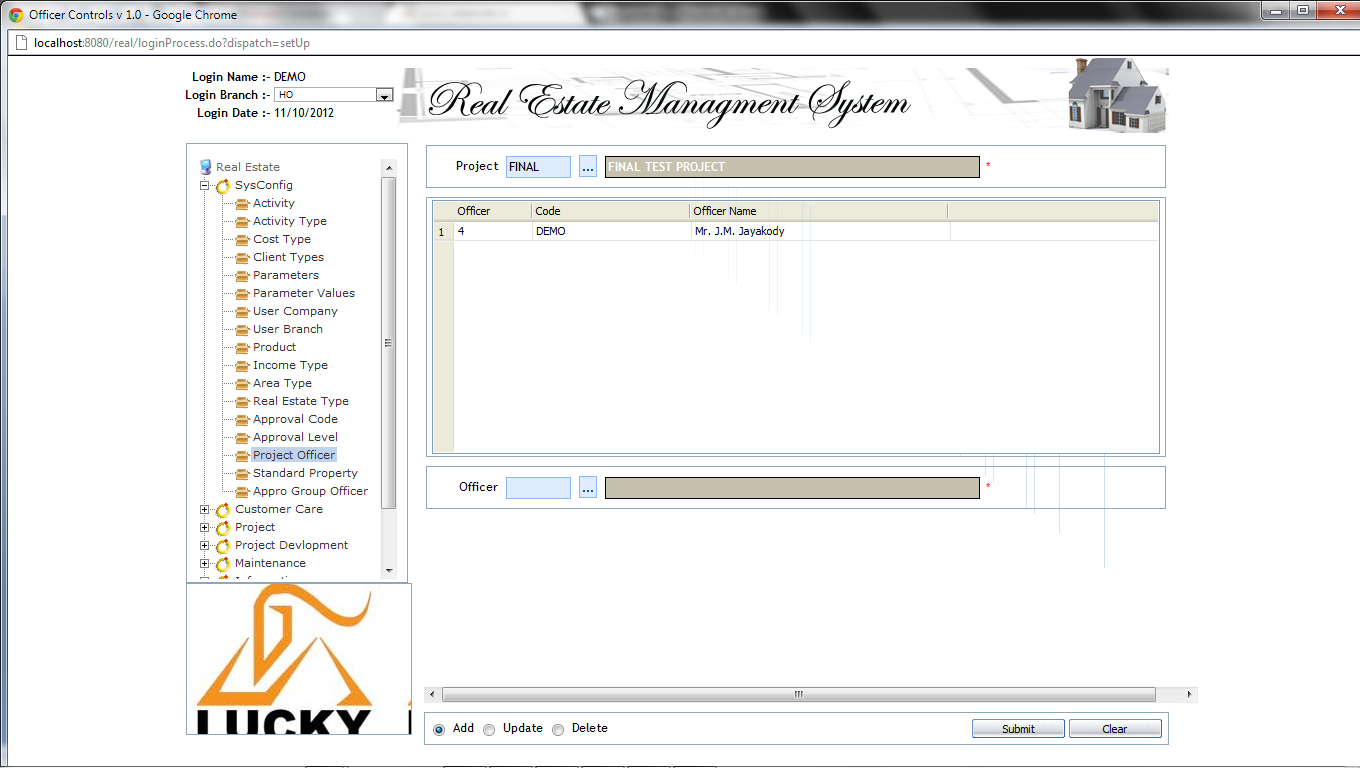 Officer Controls v 1.0 - Google Chrome
localhost:8080/real/loginProcess.do?dispatch=setUp
Login Name :- DEMO
Login Branch :- HO
Login Date :- 11/10/2012
Real Estate Managment System
Real Estate
SysConfig
Activity
Activity Type
Cost Type
Client Types
Parameters
Parameter Values
User Company
User Branch
Product
Income Type
Area Type
Real Estate Type
Approval Code
Approval Level
Project Officer
Standard Property
Appro Group Officer
Customer Care
Project
Project Devlopment
Maintenance
LUCKY
Project FINAL ... FINAL TEST PROJECT *
Officer Code Officer Name
1 4 DEMO Mr. J.M. Jayakody
Officer ... *
Add Update Delete Submit Clear